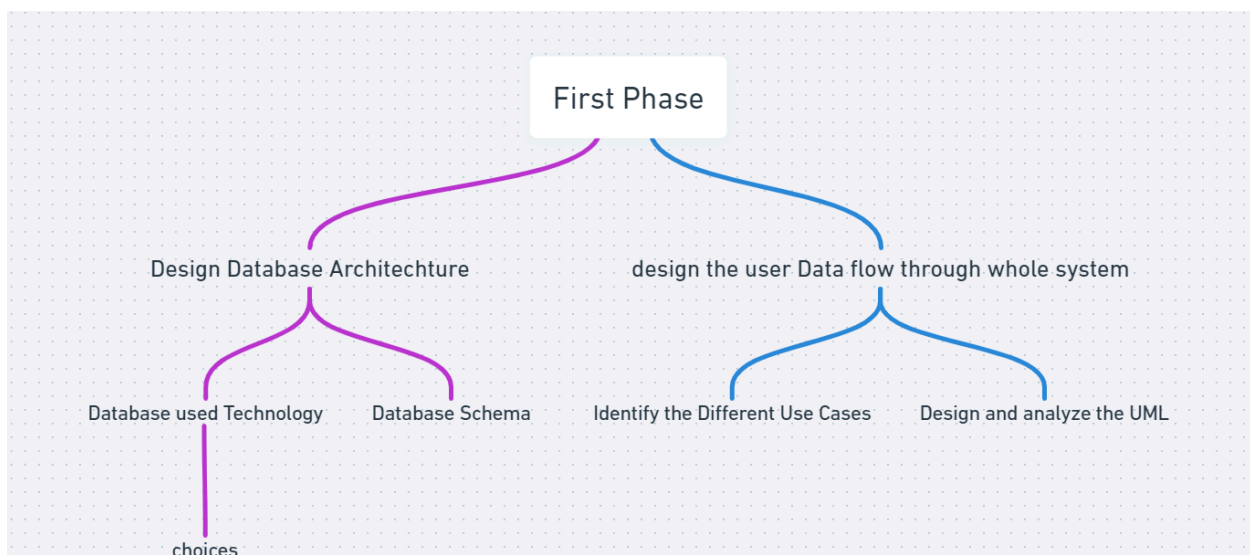 First Phase
Design Database Architechture
design the user Data flow through whole system
Database used Technology
Database Schema
Identify the Different Use Cases
Design and analyze the UML
choices